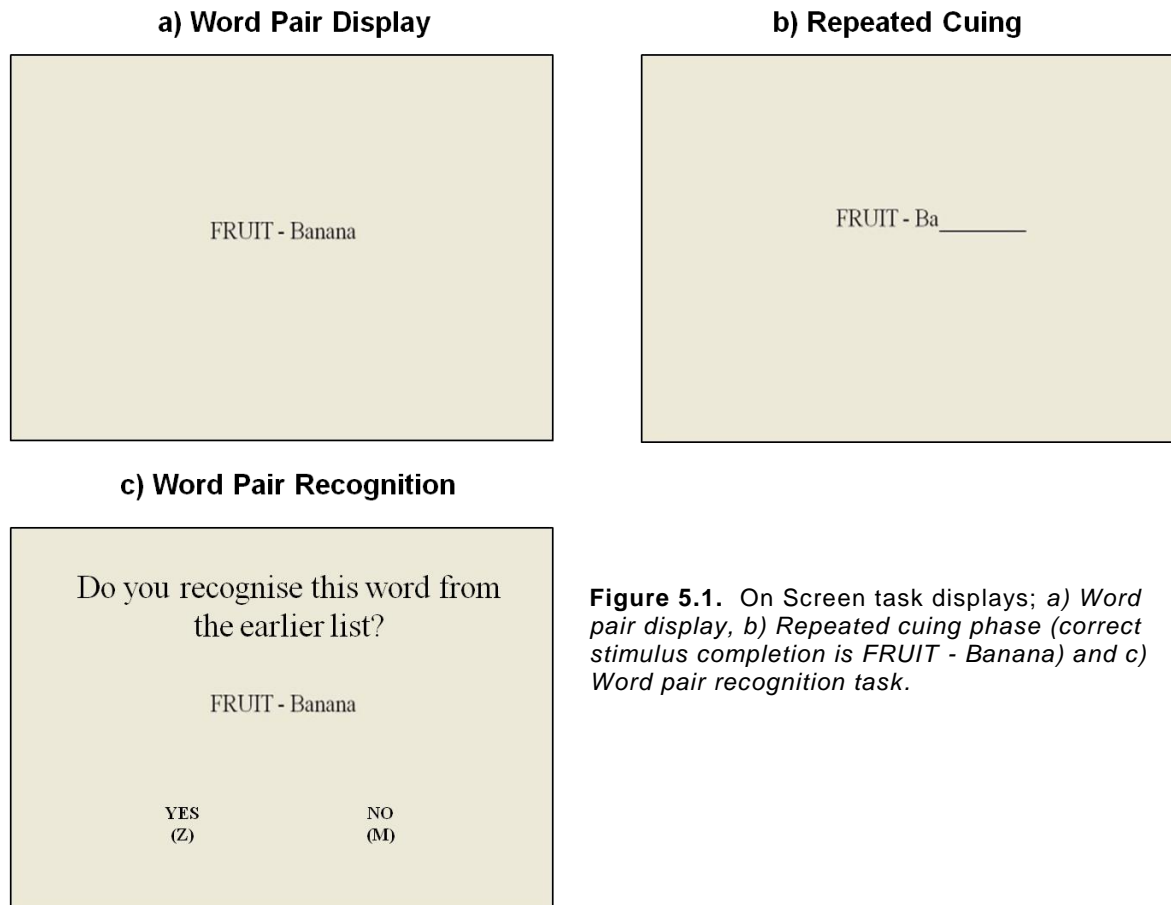 a) Word Pair Display
FRUIT - Banana
b) Repeated Cuing
FRUIT - Ba________
c) Word Pair Recognition
Do you recognise this word from
the earlier list?
FRUIT - Banana
YES NO
(Z) (M)
Figure 5.1. On Screen task displays; a) Word
pair display, b) Repeated cuing phase (correct
stimulus completion is FRUIT - Banana) and c)
Word pair recognition task.